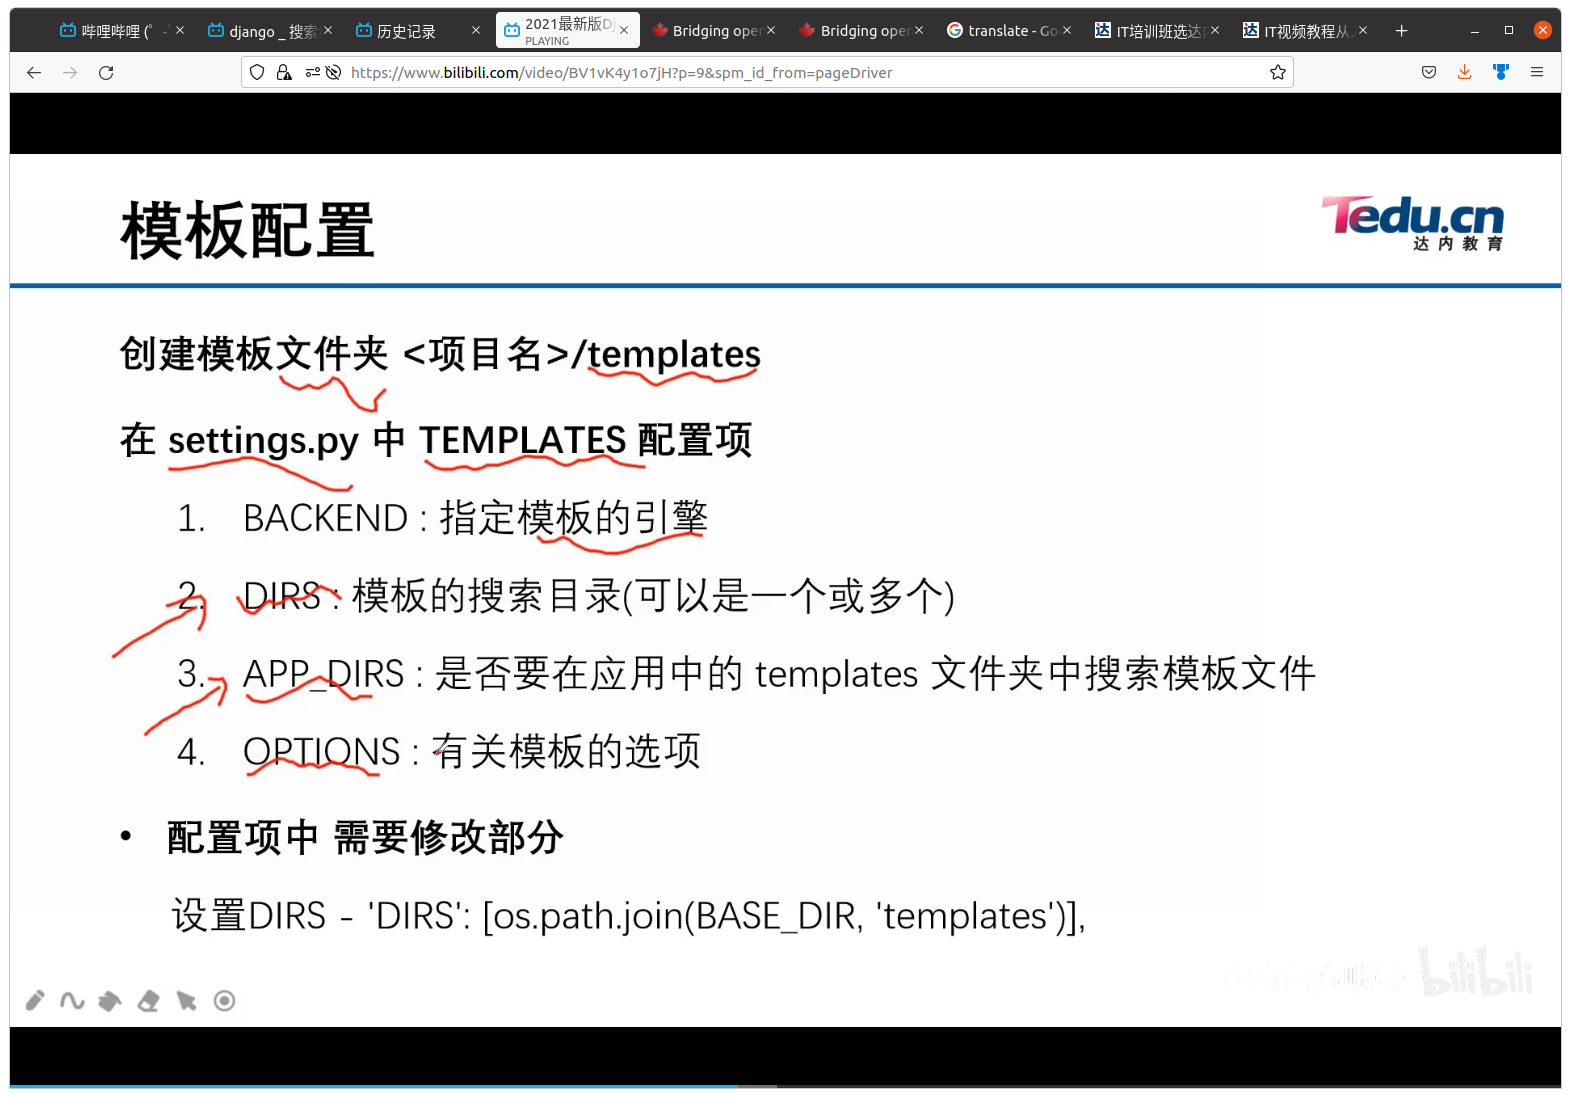 哔哩哔哩 (゜-゜
django _ 搜索
历史记录
2021最新版Dj
PLAYING
Bridging oper
Bridging oper
translate - Go
IT培训班选达内
IT视频教程从入
https://www.bilibili.com/video/BV1vK4y1o7jH?p=9&spm_id_from=pageDriver
模板配置
Tedu.cn
达内教育
创建模板文件夹 <项目名>/templates
在 settings.py 中 TEMPLATES 配置项
1. BACKEND : 指定模板的引擎
2. DIRS : 模板的搜索目录(可以是一个或多个)
3. APP_DIRS : 是否要在应用中的 templates 文件夹中搜索模板文件
4. OPTIONS : 有关模板的选项
• 配置项中 需要修改部分
设置DIRS - 'DIRS': [os.path.join(BASE_DIR, 'templates')],
bilibili